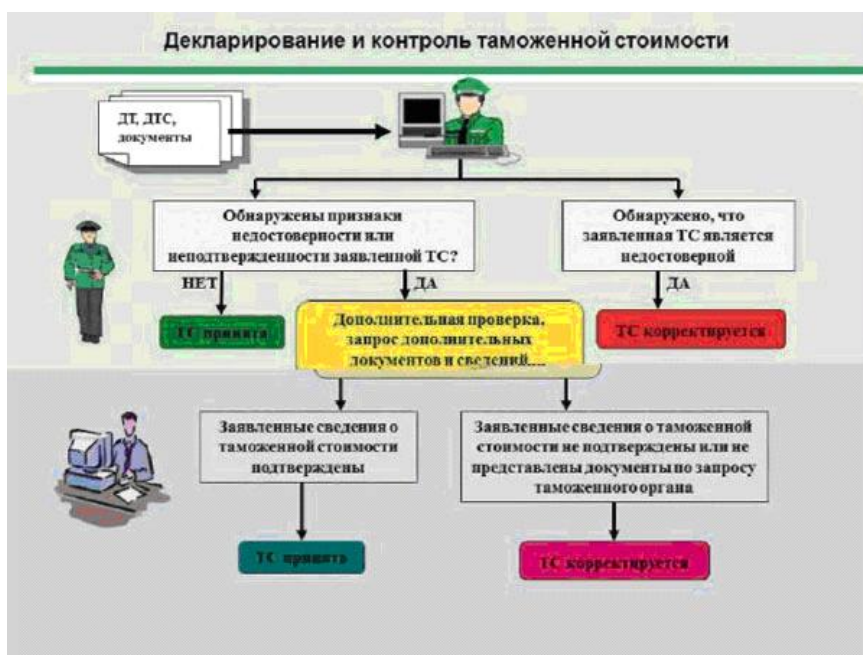 Декларирование и контроль таможенной стоимости
ДТ, ДТС,
документы
Обнаружены признаки
недостоверности или
неподтвержденности заявленной ТС?
Обнаружено, что
заявленная ТС является
недостоверной
НЕТ
ДА
ДА
ТС принята
Дополнительная проверка,
запрос дополнительных
документов и сведений...
ТС корректируется
Заявленные сведения о
таможенной стоимости
подтверждены
Заявленные сведения о таможенной
стоимости не подтверждены или не
представлены документы по запросу
таможенного органа
ТС принята
ТС корректируется